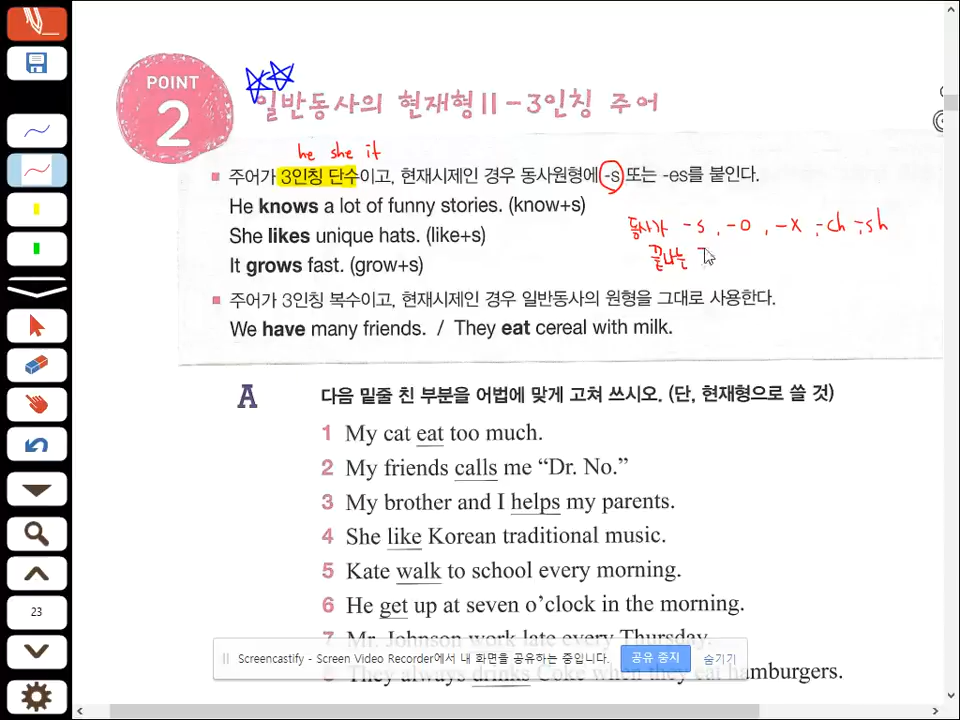 POINT
2
일반동사의 현재형 II - 3인칭 주어
he she it
주어가 3인칭 단수이고, 현재시제인 경우 동사원형에 -s 또는 -es를 붙인다.
He knows a lot of funny stories. (know+s)
동사가 -s, -o, -x, -ch, -sh
She likes unique hats. (like+s)
끝나는
It grows fast. (grow+s)
주어가 3인칭 복수이고, 현재시제인 경우 일반동사의 원형을 그대로 사용한다.
We have many friends. / They eat cereal with milk.
A 다음 밑줄 친 부분을 어법에 맞게 고쳐 쓰시오. (단, 현재형으로 쓸 것)
1 My cat eat too much.
2 My friends calls me “Dr. No.”
3 My brother and I helps my parents.
4 She like Korean traditional music.
5 Kate walk to school every morning.
6 He get up at seven o’clock in the morning.
23
7 Mr. Johnson work late every Thursday.
Screencastify - Screen Video Recorder에서 내 화면을 공유하는 중입니다. 공유 중지 숨기기
They always drinks Coke when they eat hamburgers.